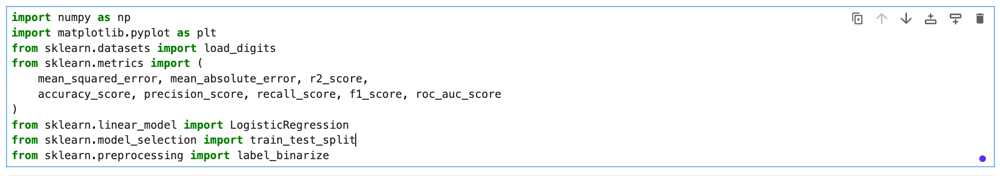 import numpy as np
import matplotlib.pyplot as plt
from sklearn.datasets import load_digits
from sklearn.metrics import (
    mean_squared_error, mean_absolute_error, r2_score,
    accuracy_score, precision_score, recall_score, f1_score, roc_auc_score
)
from sklearn.linear_model import LogisticRegression
from sklearn.model_selection import train_test_split
from sklearn.preprocessing import label_binarize